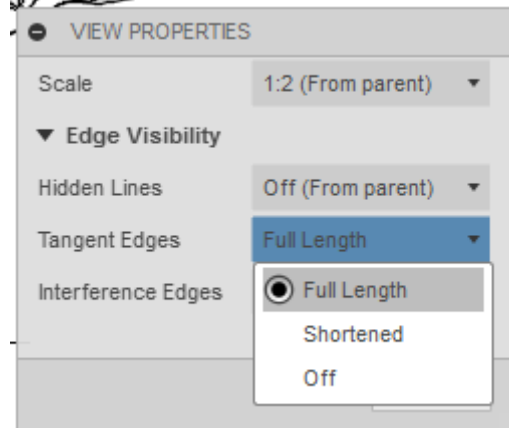 VIEW PROPERTIES
Scale 1:2 (From parent)
Edge Visibility
Hidden Lines Off (From parent)
Tangent Edges Full Length
Interference Edges
Full Length
Shortened
Off